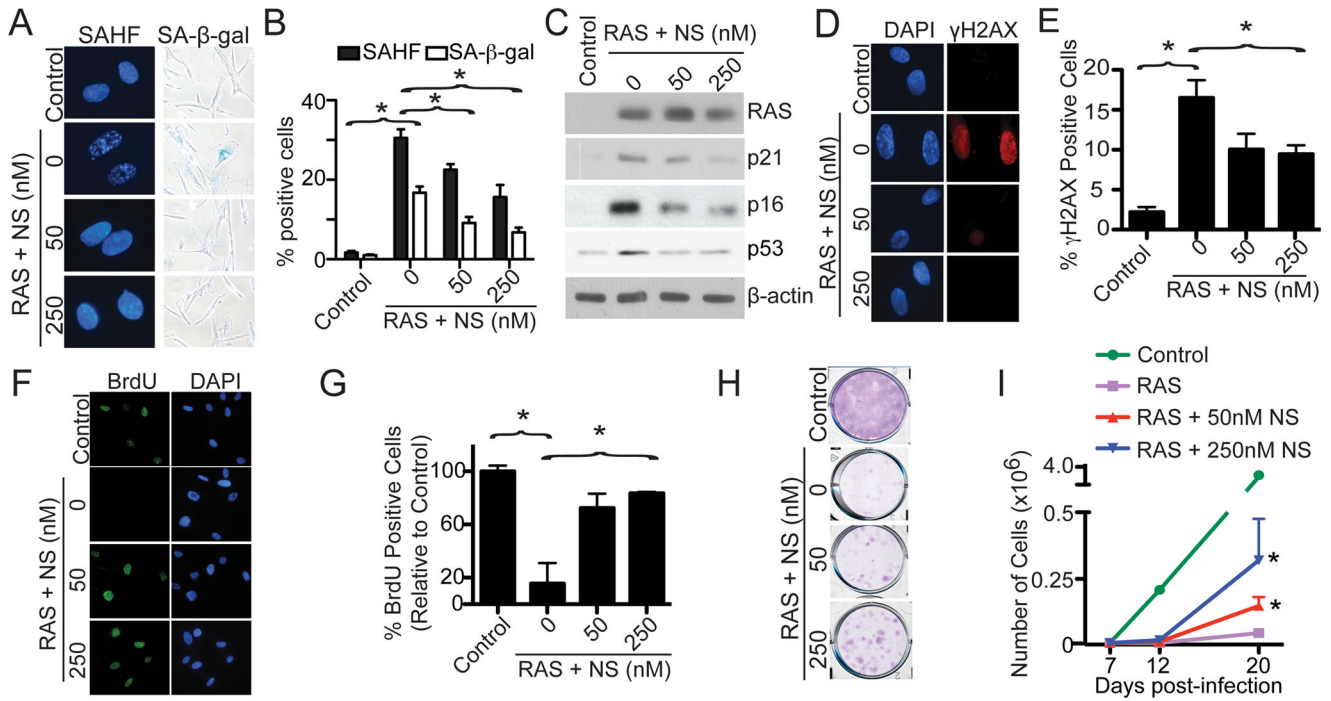 A
SAHF SA-β-gal
Control
RAS + NS (nM)
0
50
250
B
SAHF SA-β-gal
% positive cells
40
20
0
*
*
*
Control
0
50
250
RAS + NS (nM)
C
Control
RAS + NS (nM)
0
50
250
RAS
p21
p16
p53
β-actin
D
DAPI γH2AX
Control
RAS + NS (nM)
0
50
250
E
% γH2AX Positive Cells
20
15
10
5
0
*
*
Control
0
50
250
RAS + NS (nM)
F
BrdU DAPI
Control
RAS + NS (nM)
0
50
250
G
% BrdU Positive Cells
(Relative to Control)
100
60
20
0
*
*
Control
0
50
250
RAS + NS (nM)
H
Control
RAS + NS (nM)
0
50
250
I
Control
RAS
RAS + 50nM NS
RAS + 250nM NS
Number of Cells (x10⁶)
4.0
0.5
0.25
0
*
*
7 12 20
Days post-infection